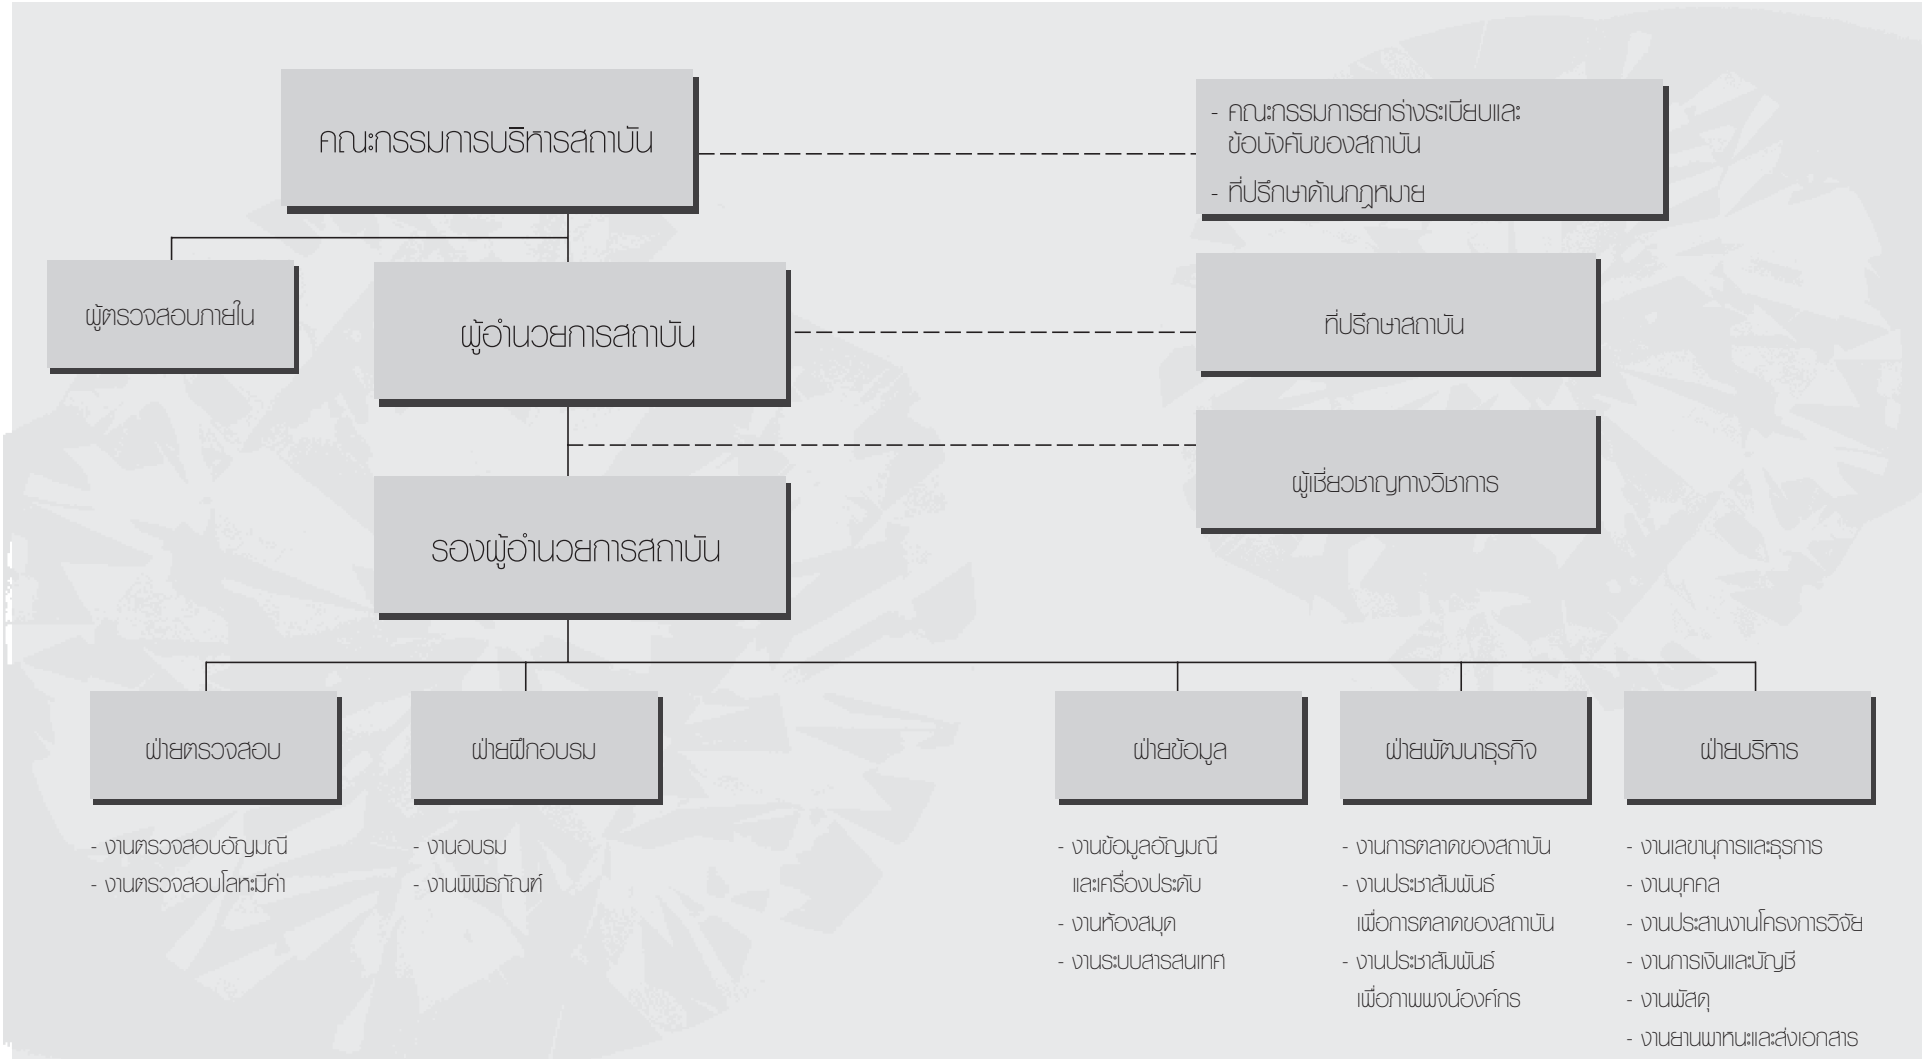 คณะกรรมการบริหารสถาบัน
- คณะกรรมการยกร่างระเบียบและ
ข้อบังคับของสถาบัน
- ที่ปรึกษาด้านกฎหมาย
ผู้ตรวจสอบภายใน
ผู้อำนวยการสถาบัน
ที่ปรึกษาสถาบัน
ผู้เชี่ยวชาญทางวิชาการ
รองผู้อำนวยการสถาบัน
ฝ่ายตรวจสอบ
- งานตรวจสอบอัญมณี
- งานตรวจสอบโลหะมีค่า
ฝ่ายฝึกอบรม
- งานอบรม
- งานพิพิธภัณฑ์
ฝ่ายข้อมูล
- งานข้อมูลอัญมณี
และเครื่องประดับ
- งานห้องสมุด
- งานระบบสารสนเทศ
ฝ่ายพัฒนาธุรกิจ
- งานการตลาดของสถาบัน
- งานประชาสัมพันธ์
เพื่อการตลาดของสถาบัน
- งานประชาสัมพันธ์
เพื่อภาพพจน์องค์กร
ฝ่ายบริหาร
- งานเลขานุการและธุรการ
- งานบุคคล
- งานประสานงานโครงการวิจัย
- งานการเงินและบัญชี
- งานพัสดุ
- งานยานพาหนะและส่งเอกสาร